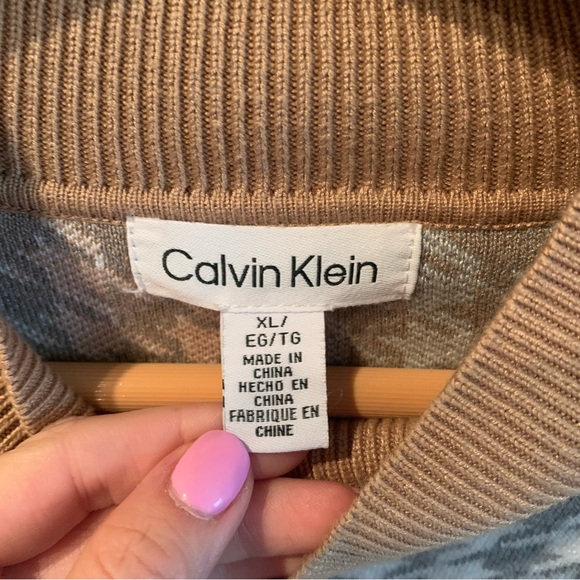 Calvin Klein
XL/
EG/TG
MADE IN
CHINA
HECHO EN
CHINA
FABRIQUE EN
CHINE